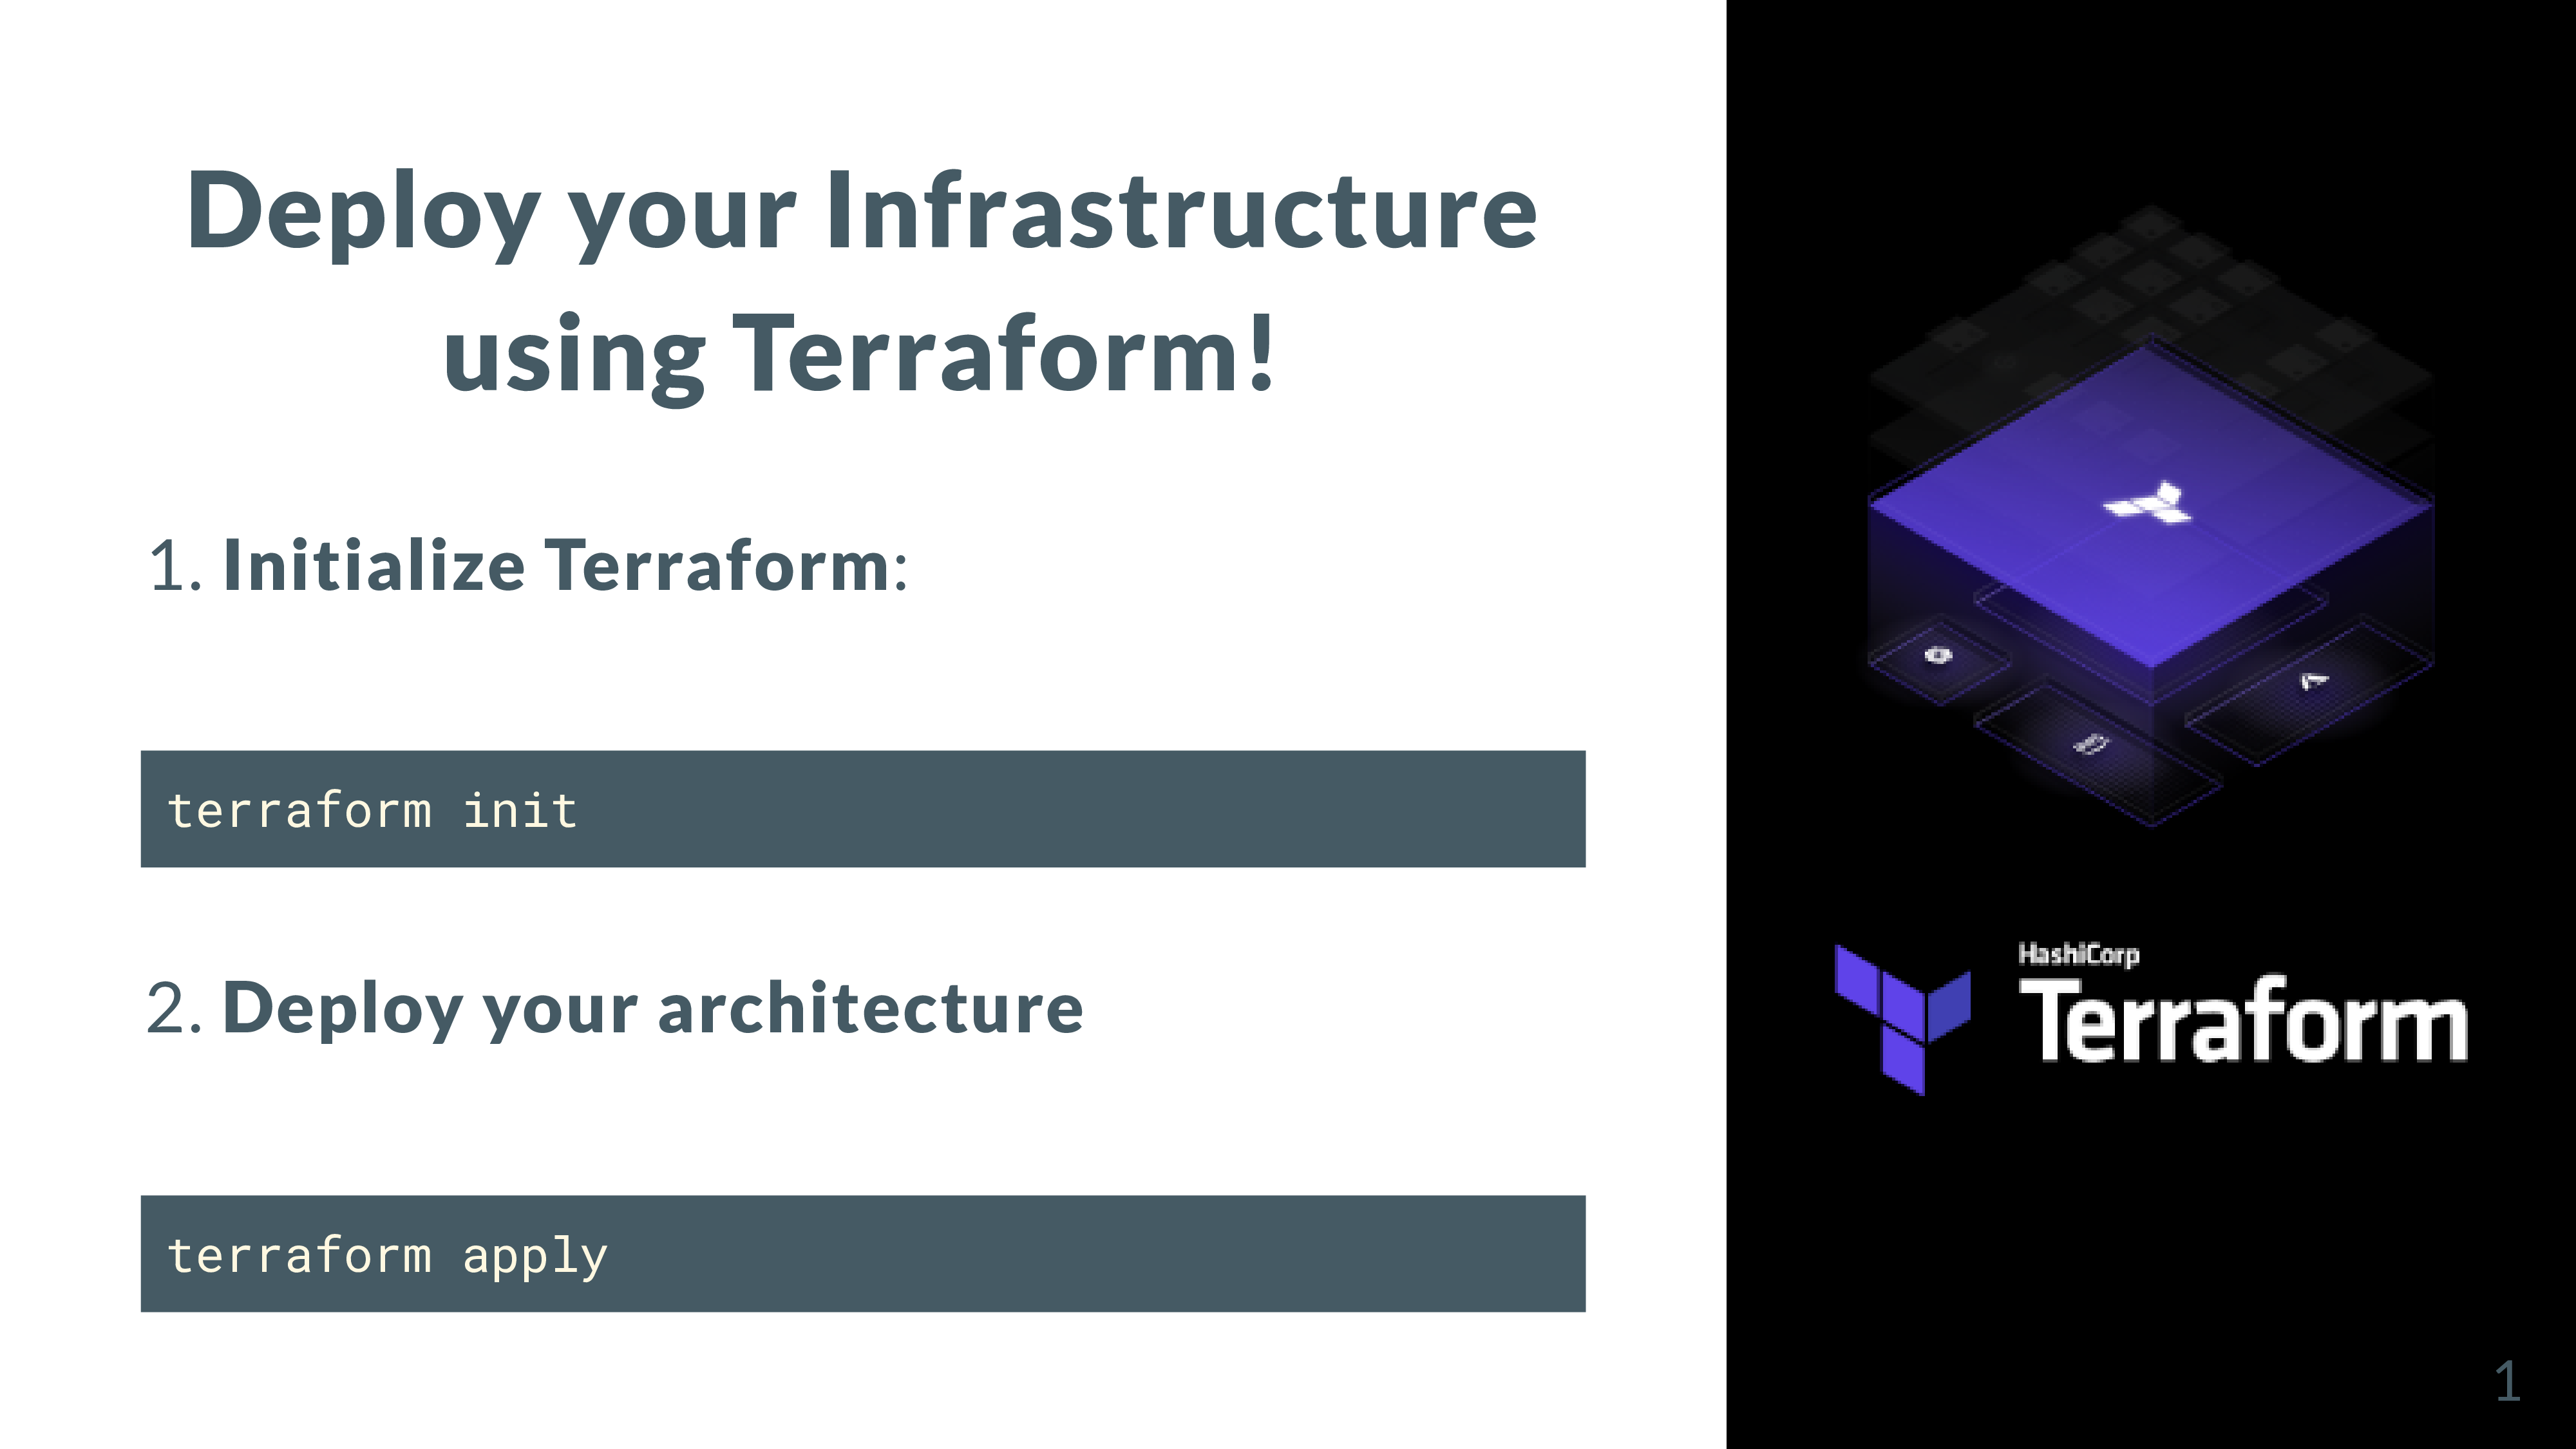 Deploy your Infrastructure
using Terraform!
1. Initialize Terraform:
terraform init
2. Deploy your architecture
terraform apply
HashiCorp
Terraform
1